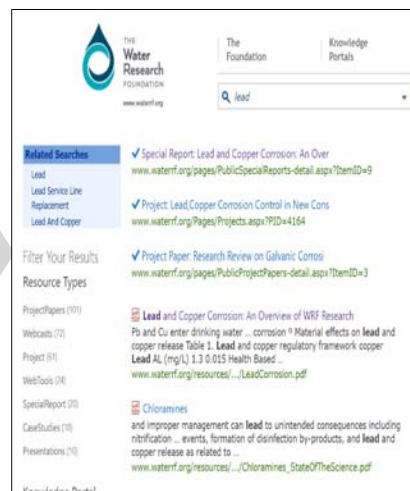 THE
Water
Research
FOUNDATION
www.waterrf.org
The
Foundation
Knowledge
Portals
lead
Related Searches
Lead
Lead Service Line
Replacement
Lead And Copper
Filter Your Results
Resource Types
ProjectPapers (101)
Webcasts (72)
Project (61)
WebTools (24)
SpecialReport (20)
CaseStudies (18)
Presentations (10)
Knowledge Portal
Special Report: Lead and Copper Corrosion: An Over
www.waterrf.org/pages/PublicSpecialReports-detail.aspx?ItemID=9
Project: Lead,Copper Corrosion Control in New Cons
www.waterrf.org/Pages/Projects.aspx?PID=4164
Project Paper: Research Review on Galvanic Corrosi
www.waterrf.org/pages/PublicProjectPapers-detail.aspx?ItemID=3
Lead and Copper Corrosion: An Overview of WRF Research
Pb and Cu enter drinking water ... corrosion º Material effects on lead and
copper release Table 1. Lead and copper regulatory framework copper
Lead AL (mg/L) 1.3 0.015 Health Based ..
www.waterrf.org/resources/.../LeadCorrosion.pdf
Chloramines
and improper management can lead to unintended consequences including
nitrification ... events, formation of disinfection by-products, and lead and
copper release as related to ...
www.waterrf.org/resources/.../Chloramines_StateOfTheScience.pdf